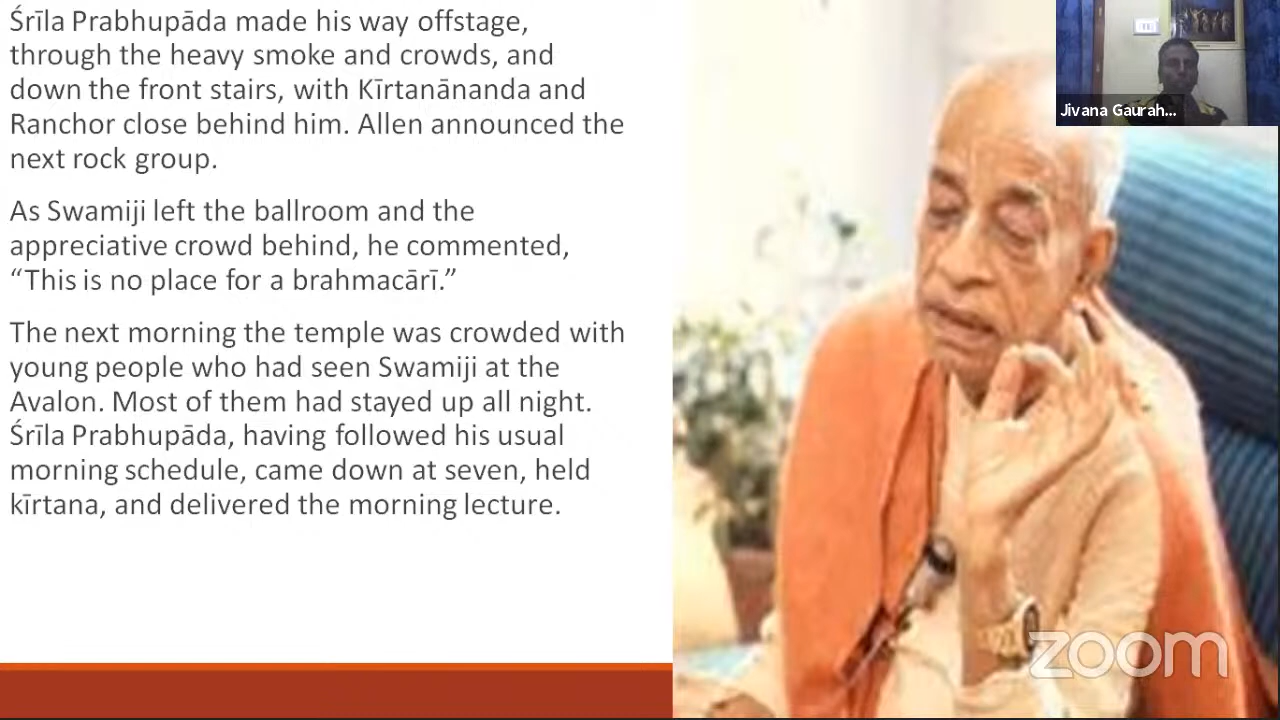 Śrīla Prabhupāda made his way offstage,
through the heavy smoke and crowds, and
down the front stairs, with Kīrtanānanda and
Ranchor close behind him. Allen announced the
next rock group.
As Swamiji left the ballroom and the
appreciative crowd behind, he commented,
“This is no place for a brahmacārī.”
The next morning the temple was crowded with
young people who had seen Swamiji at the
Avalon. Most of them had stayed up all night.
Śrīla Prabhupāda, having followed his usual
morning schedule, came down at seven, held
kīrtana, and delivered the morning lecture.
Jivana Gaurah...
zoom